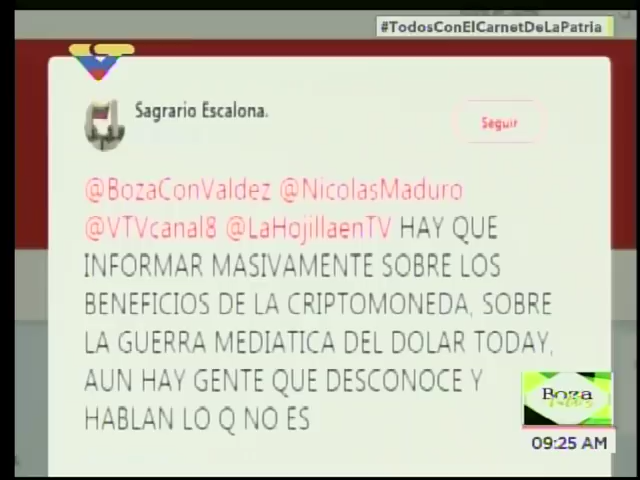 #TodosConElCarnetDeLaPatria
Sagrario Escalona.
Seguir
@BozaConValdez @NicolasMaduro
@VTVcanal8 @LaHojillaenTV HAY QUE
INFORMAR MASIVAMENTE SOBRE LOS
BENEFICIOS DE LA CRIPTOMONEDA, SOBRE
LA GUERRA MEDIATICA DEL DOLAR TODAY,
AUN HAY GENTE QUE DESCONOCE Y
HABLAN LO Q NO ES
Boza
09:25 AM